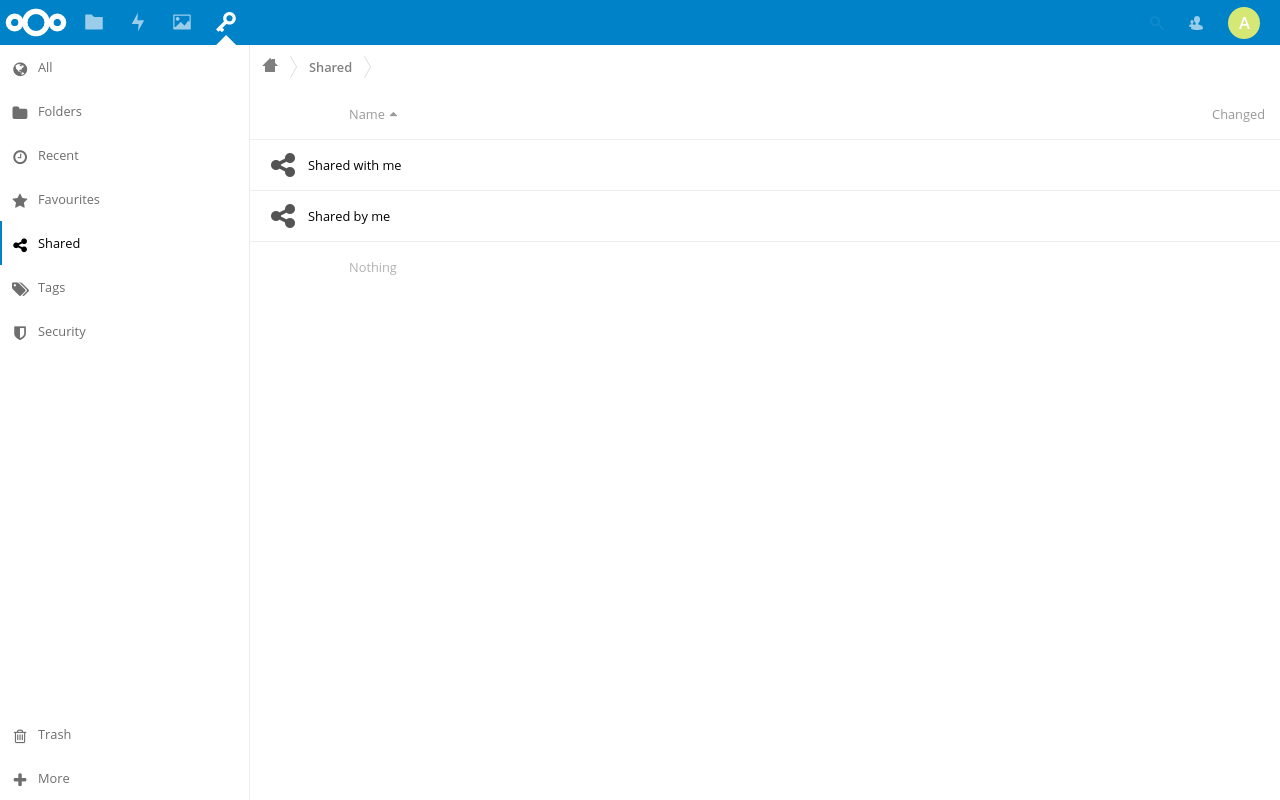 A
All
Folders
Recent
Favourites
Shared
Tags
Security
Trash
More
Shared
Name Changed
Shared with me
Shared by me
Nothing